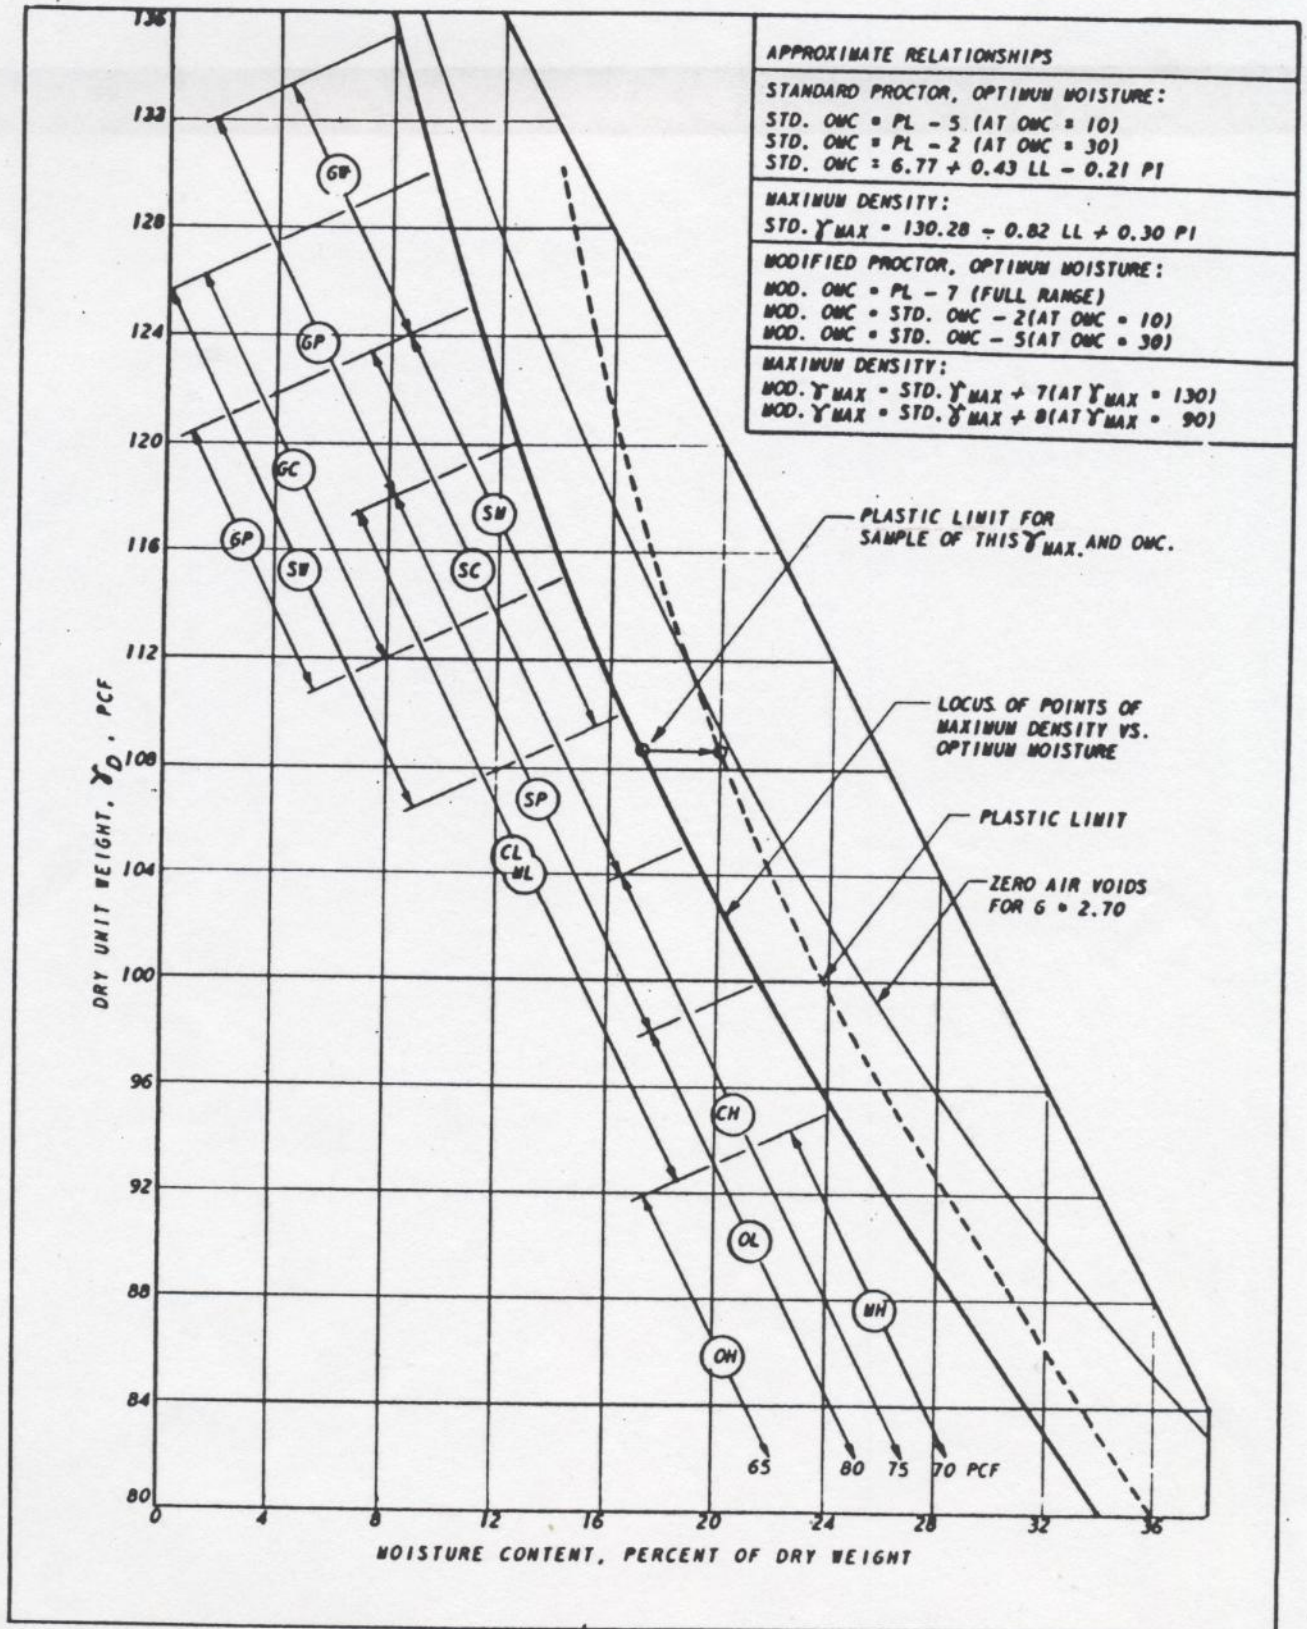 136
132
128
124
120
116
112
108
104
100
96
92
88
84
80
DRY UNIT WEIGHT, γD, PCF
0 4 8 12 16 20 24 28 32 36
MOISTURE CONTENT, PERCENT OF DRY WEIGHT
APPROXIMATE RELATIONSHIPS
STANDARD PROCTOR, OPTIMUM MOISTURE:
STD. OMC = PL - 5 (AT OMC = 10)
STD. OMC = PL - 2 (AT OMC = 30)
STD. OMC = 6.77 + 0.43 LL - 0.21 PI
MAXIMUM DENSITY:
STD. γMAX = 130.28 - 0.82 LL + 0.30 PI
MODIFIED PROCTOR, OPTIMUM MOISTURE:
MOD. OMC = PL - 7 (FULL RANGE)
MOD. OMC = STD. OMC - 2(AT OMC = 10)
MOD. OMC = STD. OMC - 5(AT OMC = 30)
MAXIMUM DENSITY:
MOD. γMAX = STD. γMAX + 7(AT γMAX = 130)
MOD. γMAX = STD. γMAX + 8(AT γMAX = 90)
GW
GP
GC
SM
GP
SW
SC
PLASTIC LIMIT FOR
SAMPLE OF THIS γMAX. AND OMC.
LOCUS OF POINTS OF
MAXIMUM DENSITY VS.
OPTIMUM MOISTURE
SP
PLASTIC LIMIT
CL
ML
ZERO AIR VOIDS
FOR G = 2.70
CH
OL
MH
OH
65 80 75 70 PCF